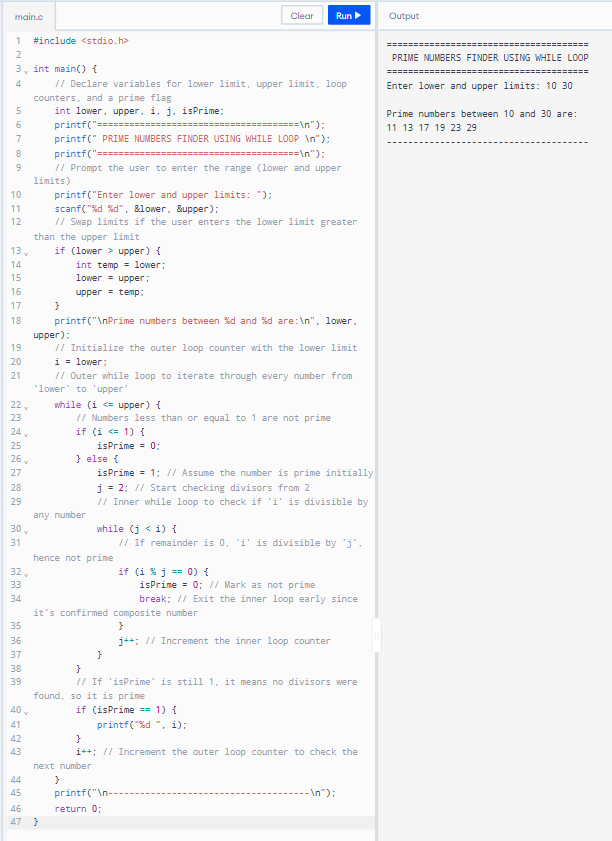 main.c
Clear
Run
Output
1 #include <stdio.h>
2
3 int main() {
4 // Declare variables for lower limit, upper limit, loop
counters, and a prime flag
5 int lower, upper, i, j, isPrime;
6 printf("======================================\n");
7 printf(" PRIME NUMBERS FINDER USING WHILE LOOP \n");
8 printf("======================================\n");
9 // Prompt the user to enter the range (lower and upper
limits)
10 printf("Enter lower and upper limits: ");
11 scanf("%d %d", &lower, &upper);
12 // Swap limits if the user enters the lower limit greater
than the upper limit
13 if (lower > upper) {
14 int temp = lower;
15 lower = upper;
16 upper = temp;
17 }
18 printf("\nPrime numbers between %d and %d are:\n", lower,
upper);
19 // Initialize the outer loop counter with the lower limit
20 i = lower;
21 // Outer while loop to iterate through every number from
'lower' to 'upper'
22 while (i <= upper) {
23 // Numbers less than or equal to 1 are not prime
24 if (i <= 1) {
25 isPrime = 0;
26 } else {
27 isPrime = 1; // Assume the number is prime initially
28 j = 2; // Start checking divisors from 2
29 // Inner while loop to check if 'i' is divisible by
any number
30 while (j < i) {
31 // If remainder is 0, 'i' is divisible by 'j',
hence not prime
32 if (i % j == 0) {
33 isPrime = 0; // Mark as not prime
34 break; // Exit the inner loop early since
it's confirmed composite number
35 }
36 j++; // Increment the inner loop counter
37 }
38 }
39 // If 'isPrime' is still 1, it means no divisors were
found, so it is prime
40 if (isPrime == 1) {
41 printf("%d ", i);
42 }
43 i++; // Increment the outer loop counter to check the
next number
44 }
45 printf("\n--------------------------------------\n");
46 return 0;
47 }
======================================
PRIME NUMBERS FINDER USING WHILE LOOP
======================================
Enter lower and upper limits: 10 30

Prime numbers between 10 and 30 are:
11 13 17 19 23 29
--------------------------------------